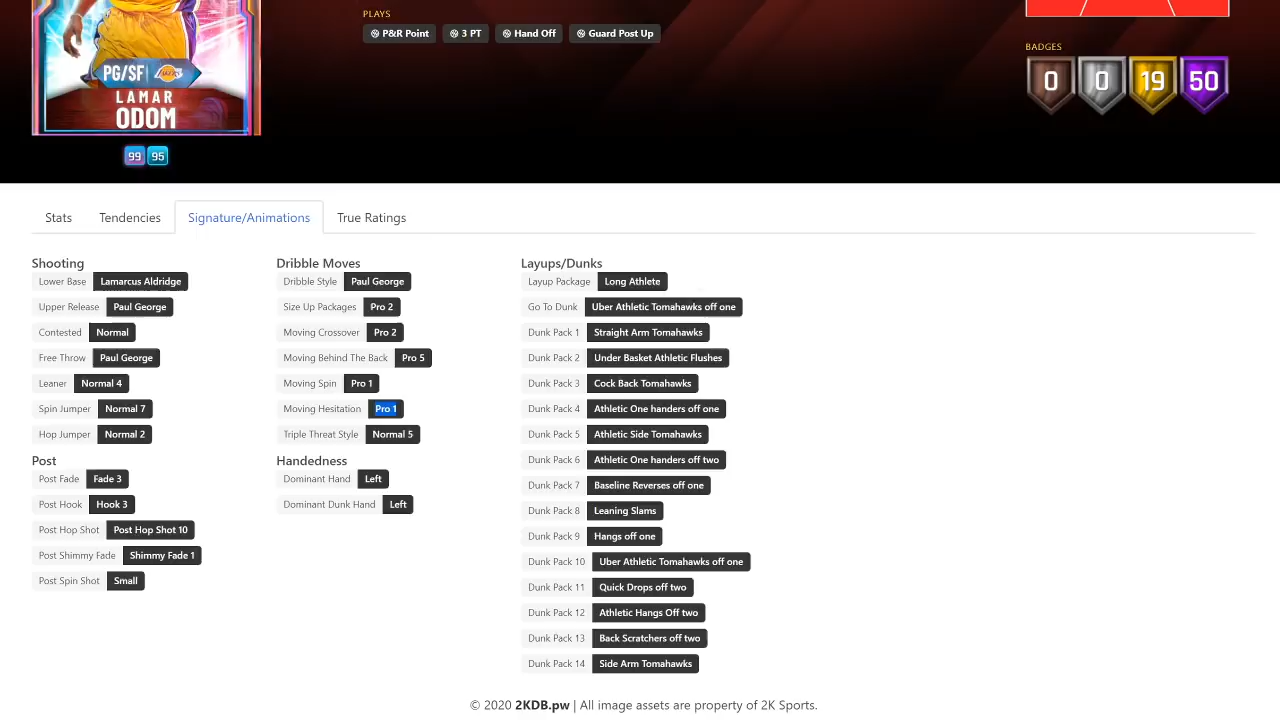 PLAYS
P&R Point
3 PT
Hand Off
Guard Post Up
BADGES
0
0
19
50
PG/SF
LAKERS
LAMAR
ODOM
99 95
Stats
Tendencies
Signature/Animations
True Ratings
Shooting
Lower Base Lamarcus Aldridge
Upper Release Paul George
Contested Normal
Free Throw Paul George
Leaner Normal 4
Spin Jumper Normal 7
Hop Jumper Normal 2
Post
Post Fade Fade 3
Post Hook Hook 3
Post Hop Shot Post Hop Shot 10
Post Shimmy Fade Shimmy Fade 1
Post Spin Shot Small
Dribble Moves
Dribble Style Paul George
Size Up Packages Pro 2
Moving Crossover Pro 2
Moving Behind The Back Pro 5
Moving Spin Pro 1
Moving Hesitation Pro 1
Triple Threat Style Normal 5
Handedness
Dominant Hand Left
Dominant Dunk Hand Left
Layups/Dunks
Layup Package Long Athlete
Go To Dunk Uber Athletic Tomahawks off one
Dunk Pack 1 Straight Arm Tomahawks
Dunk Pack 2 Under Basket Athletic Flushes
Dunk Pack 3 Cock Back Tomahawks
Dunk Pack 4 Athletic One handers off one
Dunk Pack 5 Athletic Side Tomahawks
Dunk Pack 6 Athletic One handers off two
Dunk Pack 7 Baseline Reverses off one
Dunk Pack 8 Leaning Slams
Dunk Pack 9 Hangs off one
Dunk Pack 10 Uber Athletic Tomahawks off one
Dunk Pack 11 Quick Drops off two
Dunk Pack 12 Athletic Hangs Off two
Dunk Pack 13 Back Scratchers off two
Dunk Pack 14 Side Arm Tomahawks
© 2020 2KDB.pw | All image assets are property of 2K Sports.